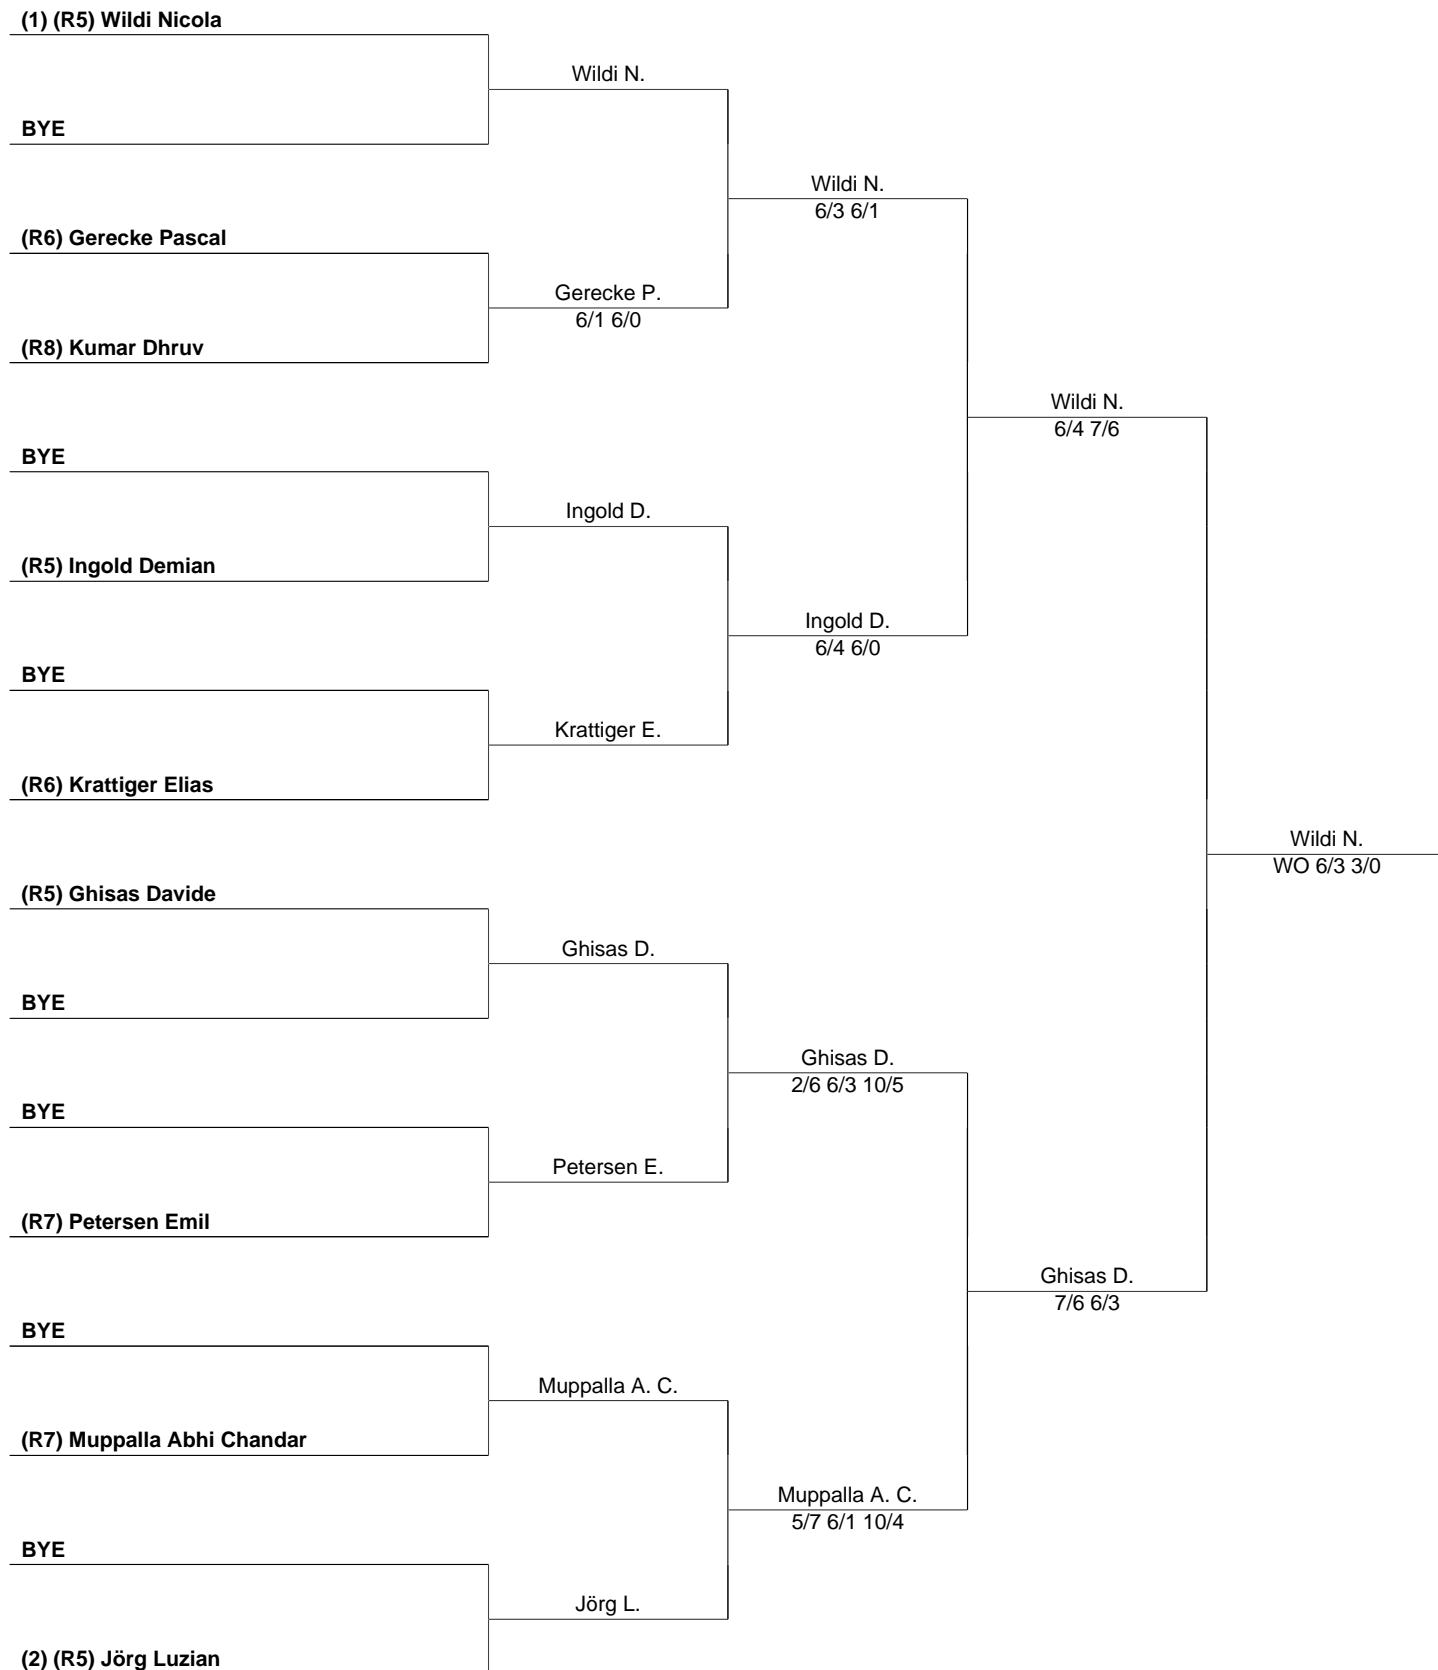 (1) (R5) Wildi Nicola
Wildi N.
BYE
Wildi N.
6/3 6/1
(R6) Gerecke Pascal
Gerecke P.
6/1 6/0
(R8) Kumar Dhruv
Wildi N.
6/4 7/6
BYE
Ingold D.
(R5) Ingold Demian
Ingold D.
6/4 6/0
BYE
Krattiger E.
(R6) Krattiger Elias
Wildi N.
WO 6/3 3/0
(R5) Ghisas Davide
Ghisas D.
BYE
Ghisas D.
2/6 6/3 10/5
BYE
Petersen E.
(R7) Petersen Emil
Ghisas D.
7/6 6/3
BYE
Muppalla A. C.
(R7) Muppalla Abhi Chandar
Muppalla A. C.
5/7 6/1 10/4
BYE
Jörg L.
(2) (R5) Jörg Luzian